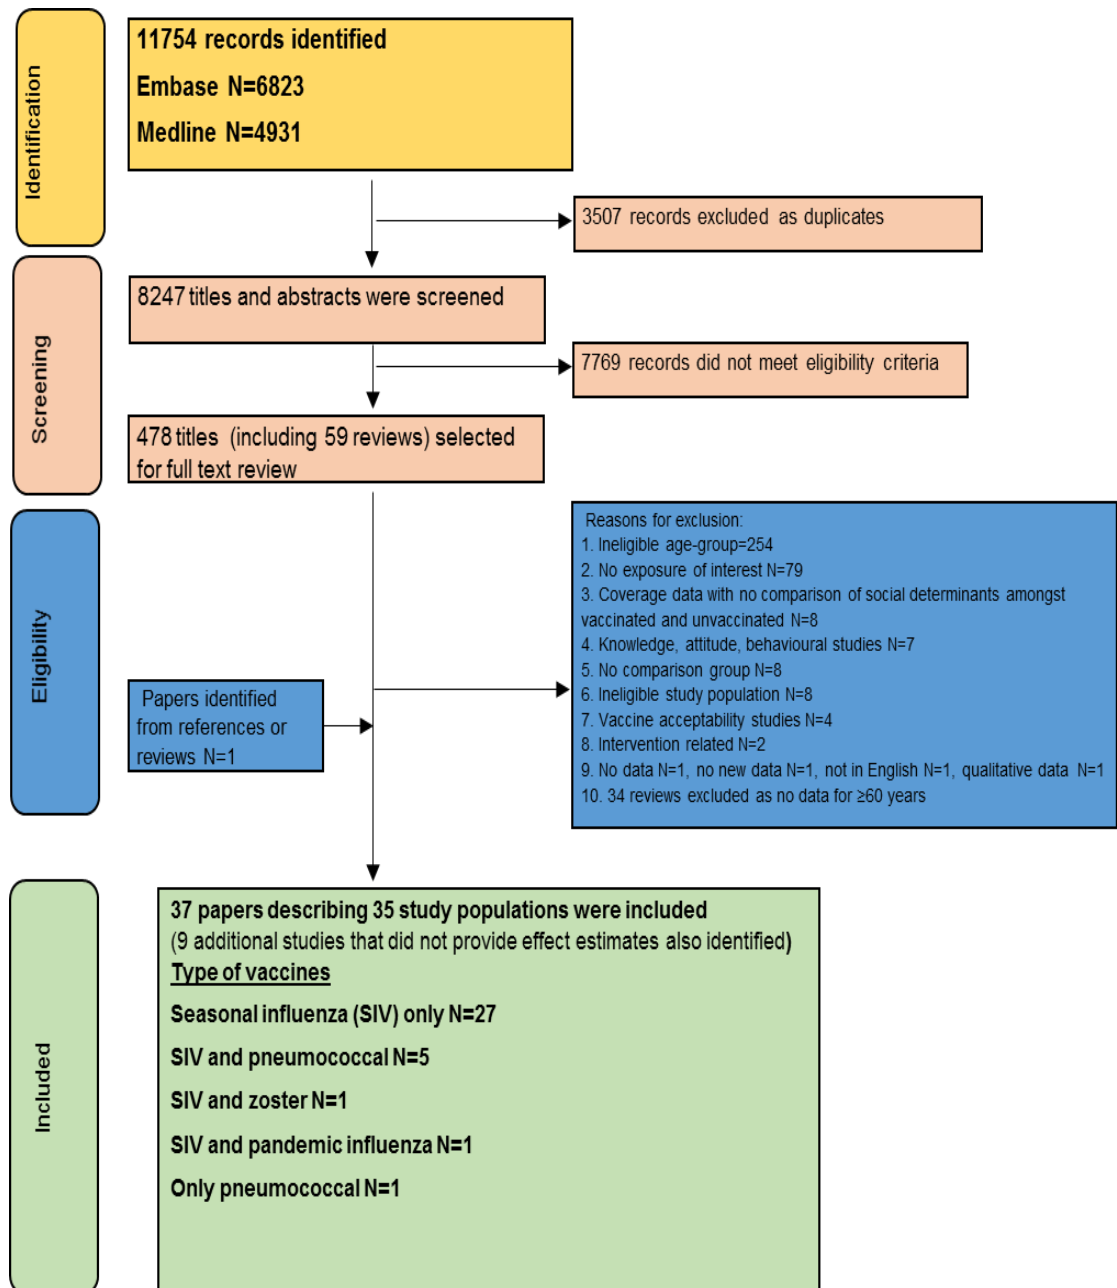 Identification
11754 records identified
Embase N=6823
Medline N=4931
3507 records excluded as duplicates
Screening
8247 titles and abstracts were screened
7769 records did not meet eligibility criteria
478 titles (including 59 reviews) selected
for full text review
Eligibility
Reasons for exclusion:
1. Ineligible age-group=254
2. No exposure of interest N=79
3. Coverage data with no comparison of social determinants amongst
vaccinated and unvaccinated N=8
4. Knowledge, attitude, behavioural studies N=7
5. No comparison group N=8
6. Ineligible study population N=8
7. Vaccine acceptability studies N=4
8. Intervention related N=2
9. No data N=1, no new data N=1, not in English N=1, qualitative data N=1
10. 34 reviews excluded as no data for ≥60 years
Papers identified
from references or
reviews N=1
Included
37 papers describing 35 study populations were included
(9 additional studies that did not provide effect estimates also identified)
Type of vaccines
Seasonal influenza (SIV) only N=27
SIV and pneumococcal N=5
SIV and zoster N=1
SIV and pandemic influenza N=1
Only pneumococcal N=1